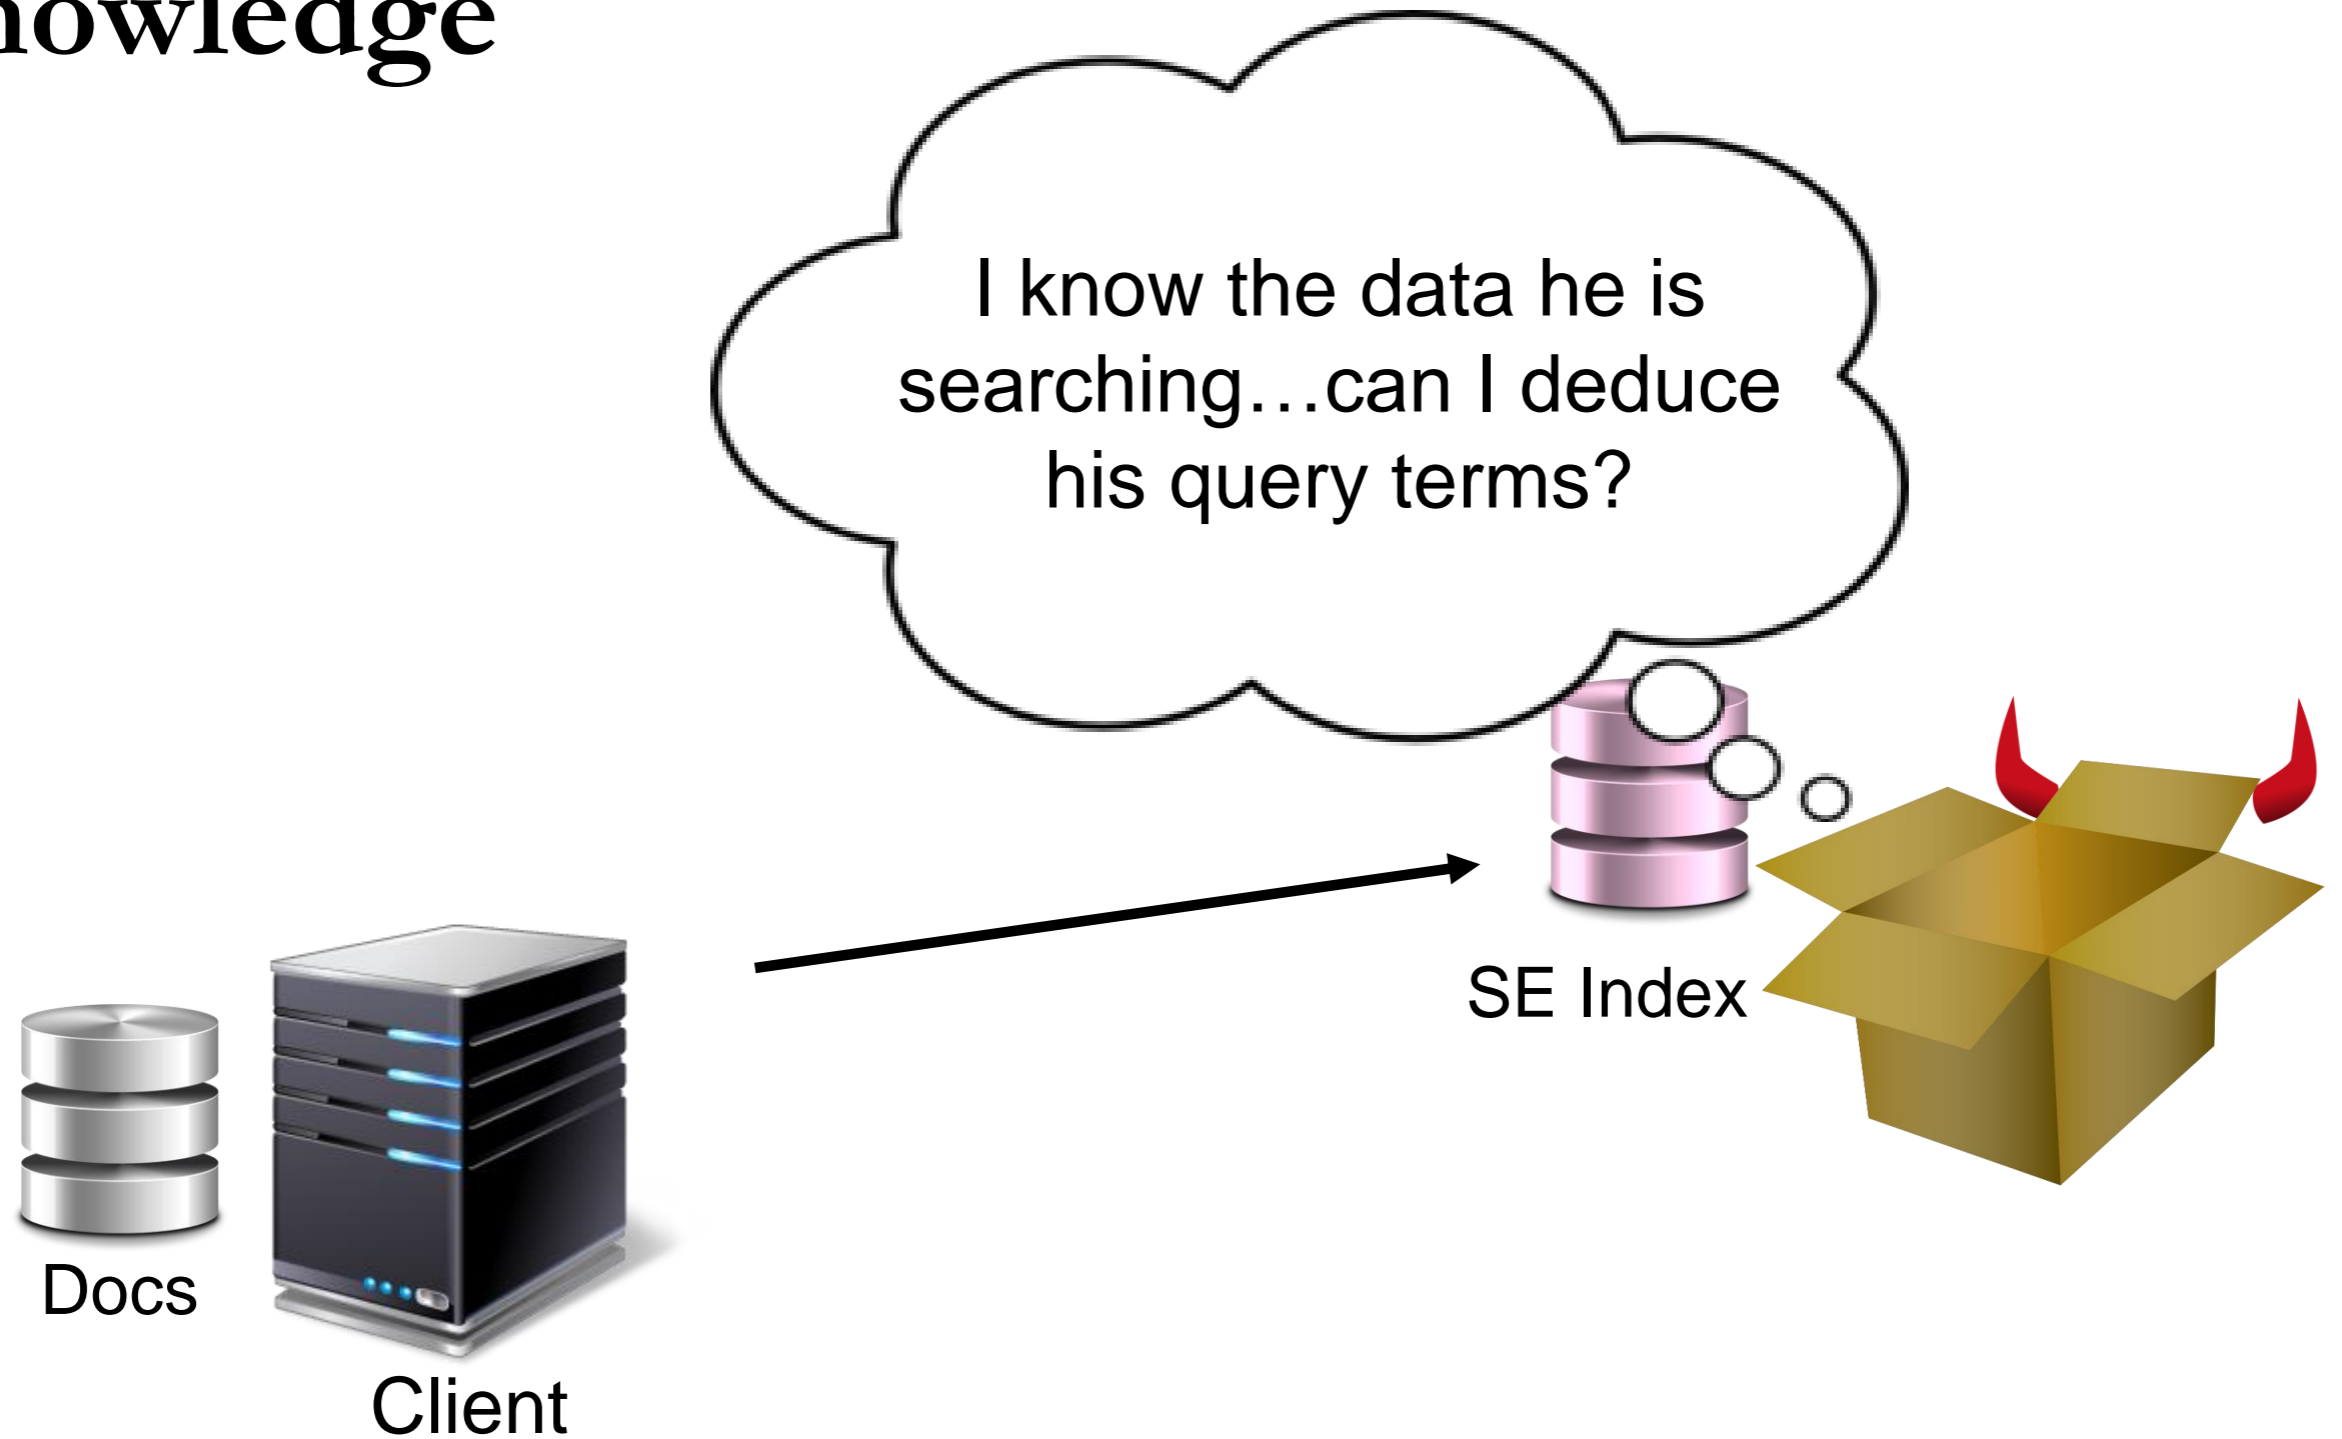 nowledge
I know the data he is
searching…can I deduce
his query terms?
SE Index
Docs
Client